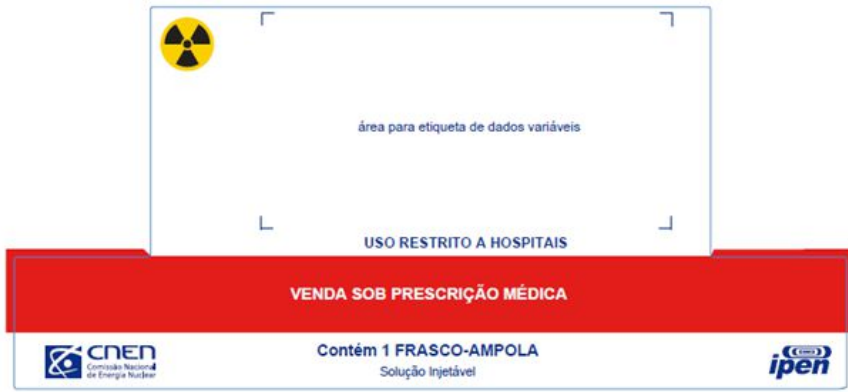 área para etiqueta de dados variáveis
USO RESTRITO A HOSPITAIS
VENDA SOB PRESCRIÇÃO MÉDICA
CNEN
Comissão Nacional
de Energia Nuclear
Contém 1 FRASCO-AMPOLA
Solução Injetável
ipen